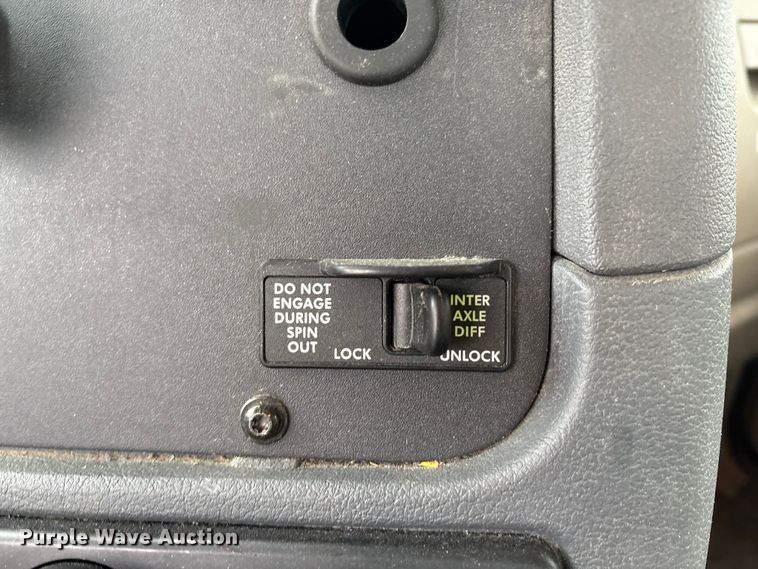 DO NOT
ENGAGE
DURING
SPIN
OUT
LOCK
INTER
AXLE
DIFF
UNLOCK
Purple Wave Auction®